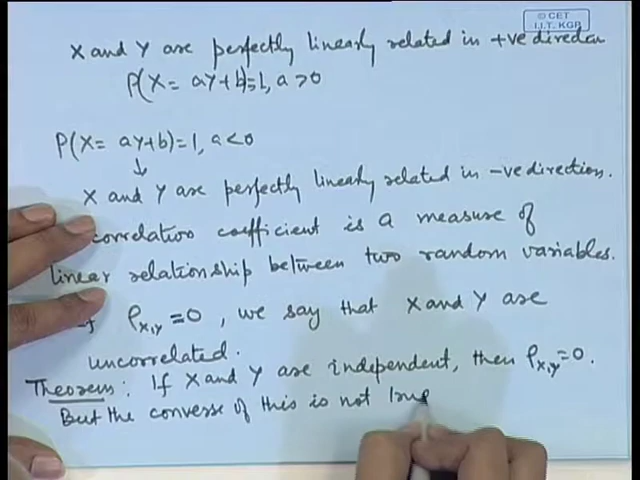 © CET
I.I.T. KGP
X and Y are perfectly linearly related in +ve direction
P(X = aY+b)=1, a > 0
P(X = aY+b) = 1, a < 0
↓
X and Y are perfectly linearly related in -ve direction.
correlation coefficient is a measure of
linear relationship between two random variables.
If ρX,Y = 0 , we say that X and Y are
uncorrelated.
Theorem : If X and Y are independent, then ρX,Y = 0 .
But the converse of this is not true